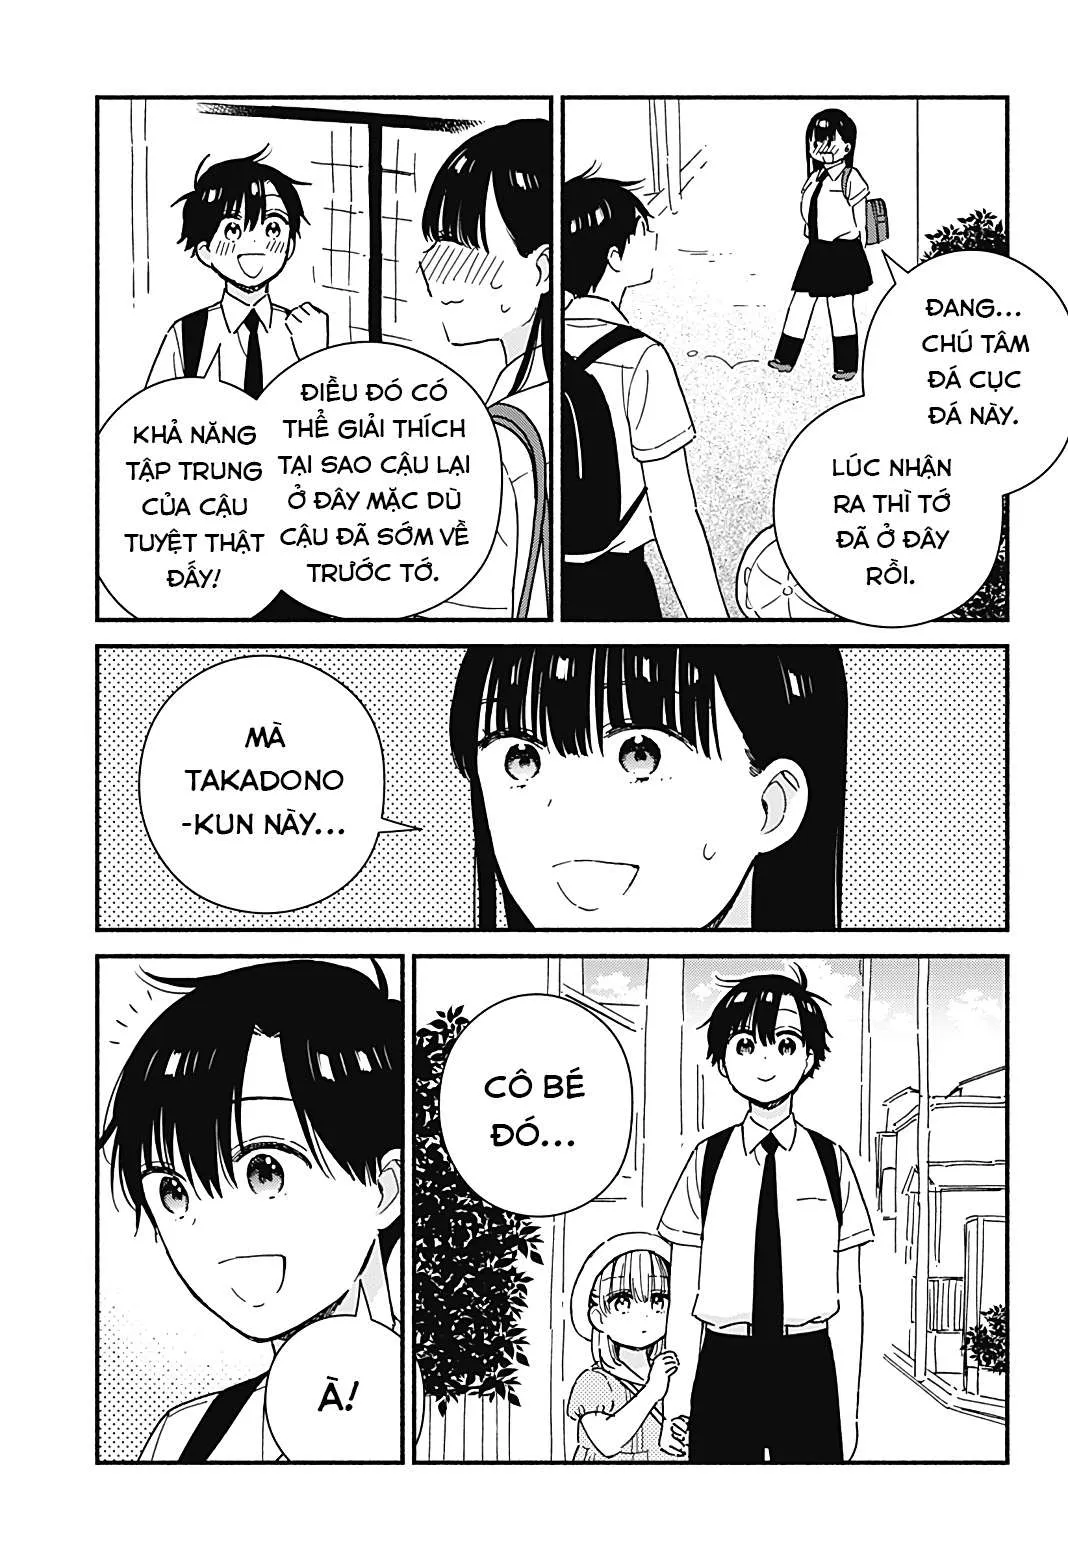 ĐANG...
CHÚ TÂM
ĐÁ CỤC
ĐÁ NÀY.
LÚC NHẬN
RA THÌ TỚ
ĐÃ Ở ĐÂY
RỒI.
ĐIỀU ĐÓ CÓ
THỂ GIẢI THÍCH
TẠI SAO CẬU LẠI
Ở ĐÂY MẶC DÙ
CẬU ĐÃ SỚM VỀ
TRƯỚC TỚ.
KHẢ NĂNG
TẬP TRUNG
CỦA CẬU
TUYỆT THẬT
ĐẤY!
MÀ
TAKADONO
-KUN NÀY...
CÔ BÉ
ĐÓ...
À!